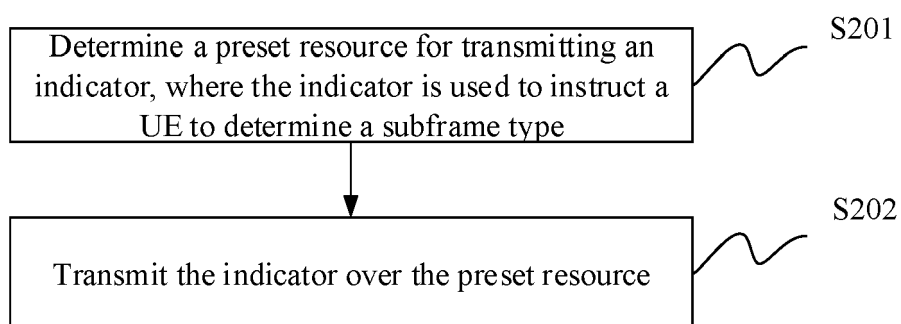 S201
Determine a preset resource for transmitting an
indicator, where the indicator is used to instruct a
UE to determine a subframe type
S202
Transmit the indicator over the preset resource